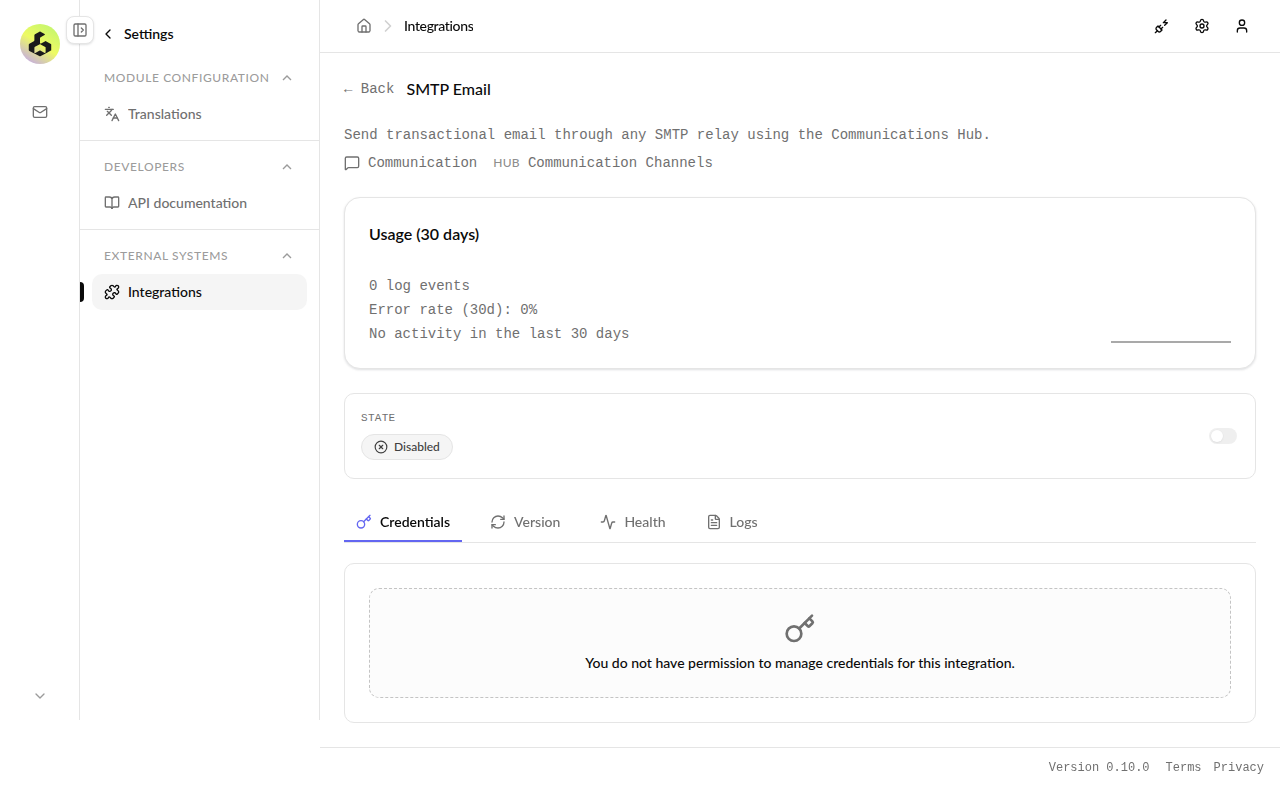 Settings
MODULE CONFIGURATION
Translations
DEVELOPERS
API documentation
EXTERNAL SYSTEMS
Integrations
Integrations
← Back SMTP Email
Send transactional email through any SMTP relay using the Communications Hub.
Communication HUB Communication Channels
Usage (30 days)
0 log events
Error rate (30d): 0%
No activity in the last 30 days
STATE
Disabled
Credentials Version Health Logs
You do not have permission to manage credentials for this integration.
Version 0.10.0 Terms Privacy